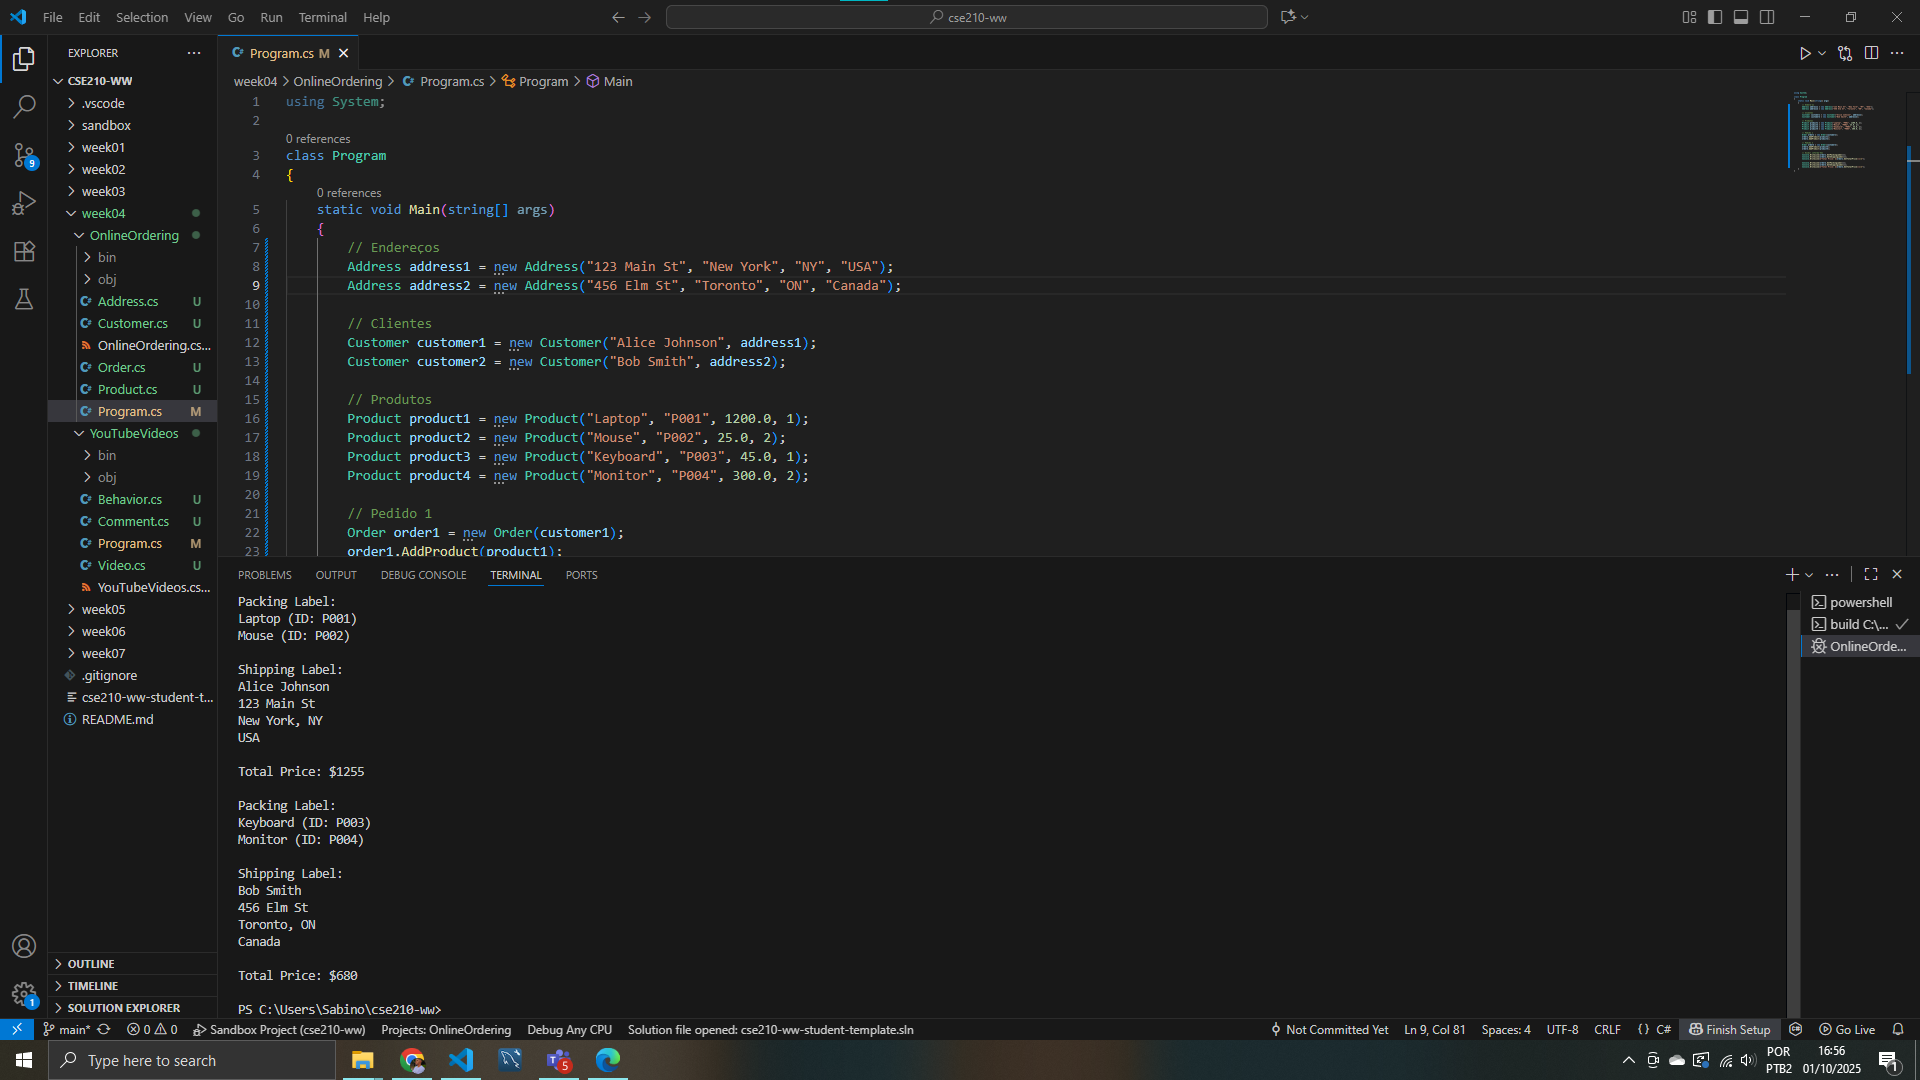 File Edit Selection View Go Run Terminal Help
cse210-ww
EXPLORER
CSE210-WW
.vscode
sandbox
week01
week02
week03
week04
OnlineOrdering
bin
obj
Address.cs U
Customer.cs U
OnlineOrdering.cs...
Order.cs U
Product.cs U
Program.cs M
YouTubeVideos
bin
obj
Behavior.cs U
Comment.cs U
Program.cs M
Video.cs U
YouTubeVideos.cs...
week05
week06
week07
.gitignore
cse210-ww-student-t...
README.md
OUTLINE
TIMELINE
SOLUTION EXPLORER
9
1
Program.cs M
week04 > OnlineOrdering > Program.cs > Program > Main
1 using System;
2
0 references
3 class Program
4 {
0 references
5 static void Main(string[] args)
6 {
7 // Endereços
8 Address address1 = new Address("123 Main St", "New York", "NY", "USA");
9 Address address2 = new Address("456 Elm St", "Toronto", "ON", "Canada");
10
11 // Clientes
12 Customer customer1 = new Customer("Alice Johnson", address1);
13 Customer customer2 = new Customer("Bob Smith", address2);
14
15 // Produtos
16 Product product1 = new Product("Laptop", "P001", 1200.0, 1);
17 Product product2 = new Product("Mouse", "P002", 25.0, 2);
18 Product product3 = new Product("Keyboard", "P003", 45.0, 1);
19 Product product4 = new Product("Monitor", "P004", 300.0, 2);
20
21 // Pedido 1
22 Order order1 = new Order(customer1);
23 order1.AddProduct(product1);
PROBLEMS OUTPUT DEBUG CONSOLE TERMINAL PORTS
Packing Label:
Laptop (ID: P001)
Mouse (ID: P002)
Shipping Label:
Alice Johnson
123 Main St
New York, NY
USA
Total Price: $1255
Packing Label:
Keyboard (ID: P003)
Monitor (ID: P004)
Shipping Label:
Bob Smith
456 Elm St
Toronto, ON
Canada
Total Price: $680
PS C:\Users\Sabino\cse210-ww>
powershell
build C:\...
OnlineOrde...
main* 0 0 Sandbox Project (cse210-ww) Projects: OnlineOrdering Debug Any CPU Solution file opened: cse210-ww-student-template.sln Not Committed Yet Ln 9, Col 81 Spaces: 4 UTF-8 CRLF {} C# Finish Setup Go Live
Type here to search
5
POR
PTB2
16:56
01/10/2025
1